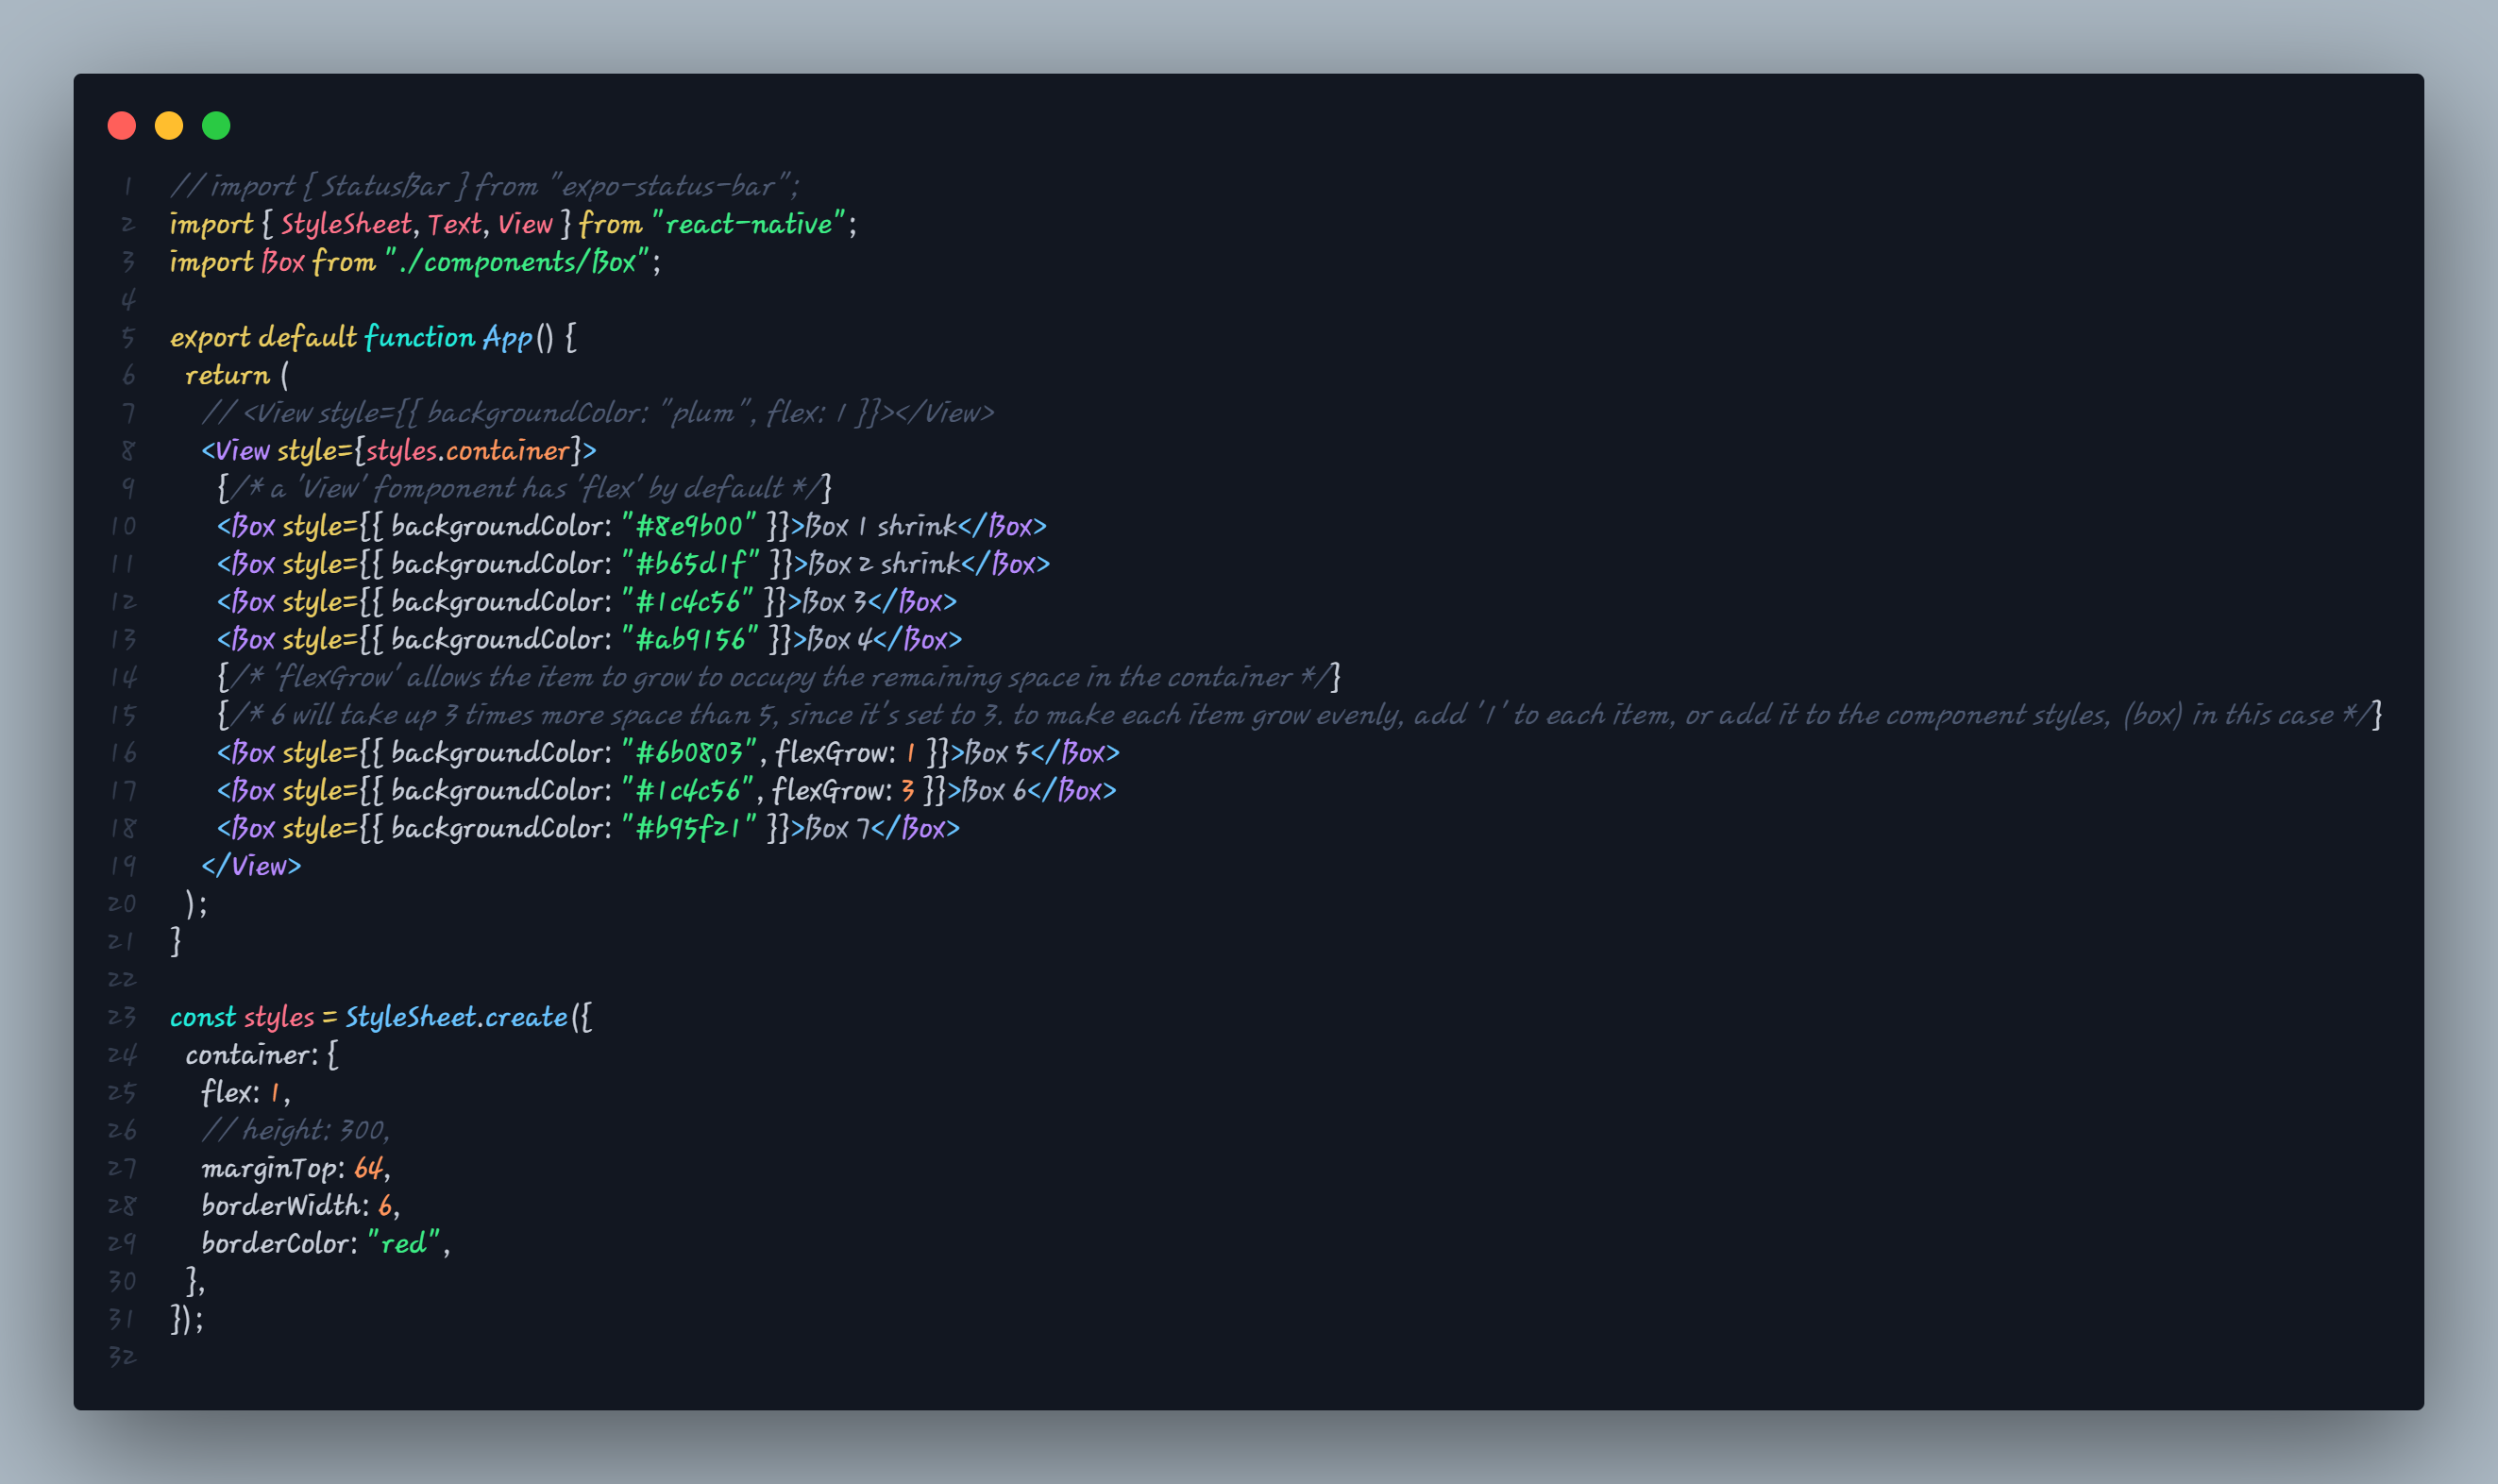 1 // import { StatusBar } from "expo-status-bar";
2 import { StyleSheet, Text, View } from "react-native";
3 import Box from "./components/Box";
4
5 export default function App() {
6 return (
7 // <View style={{ backgroundColor: "plum", flex: 1 }}></View>
8 <View style={styles.container}>
9 {/* a 'View' fomponent has 'flex' by default */}
10 <Box style={{ backgroundColor: "#8e9b00" }}>Box 1 shrink</Box>
11 <Box style={{ backgroundColor: "#b65d1f" }}>Box 2 shrink</Box>
12 <Box style={{ backgroundColor: "#1c4c56" }}>Box 3</Box>
13 <Box style={{ backgroundColor: "#ab9156" }}>Box 4</Box>
14 {/* 'flexGrow' allows the item to grow to occupy the remaining space in the container */}
15 {/* 6 will take up 3 times more space than 5, since it's set to 3. to make each item grow evenly, add '1' to each item, or add it to the component styles, (box) in this case */}
16 <Box style={{ backgroundColor: "#6b0803", flexGrow: 1 }}>Box 5</Box>
17 <Box style={{ backgroundColor: "#1c4c56", flexGrow: 3 }}>Box 6</Box>
18 <Box style={{ backgroundColor: "#b95f21" }}>Box 7</Box>
19 </View>
20 );
21 }
22
23 const styles = StyleSheet.create({
24 container: {
25 flex: 1,
26 // height: 300,
27 marginTop: 64,
28 borderWidth: 6,
29 borderColor: "red",
30 },
31 });
32